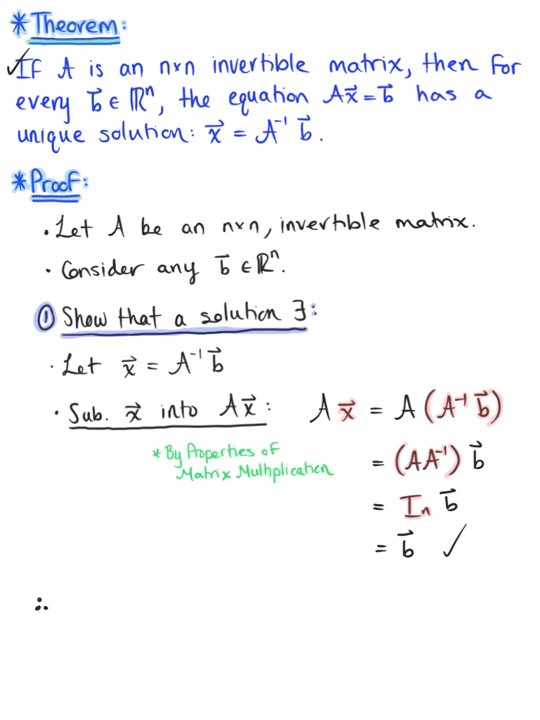 *Theorem:
✓IF A is an n×n invertible matrix, then for
every b⃗ ∈ ℝⁿ, the equation Ax⃗ = b⃗ has a
unique solution: x⃗ = A⁻¹ b⃗.
*Proof:
• Let A be an n×n, invertible matrix.
• Consider any b⃗ ∈ ℝⁿ.
① Show that a solution ∃:
• Let x⃗ = A⁻¹ b⃗
• Sub. x⃗ into Ax⃗: A x⃗ = A (A⁻¹ b⃗)
* By Properties of
Matrix Multiplication
= (AA⁻¹) b⃗
= Iₙ b⃗
= b⃗ ✓
∴